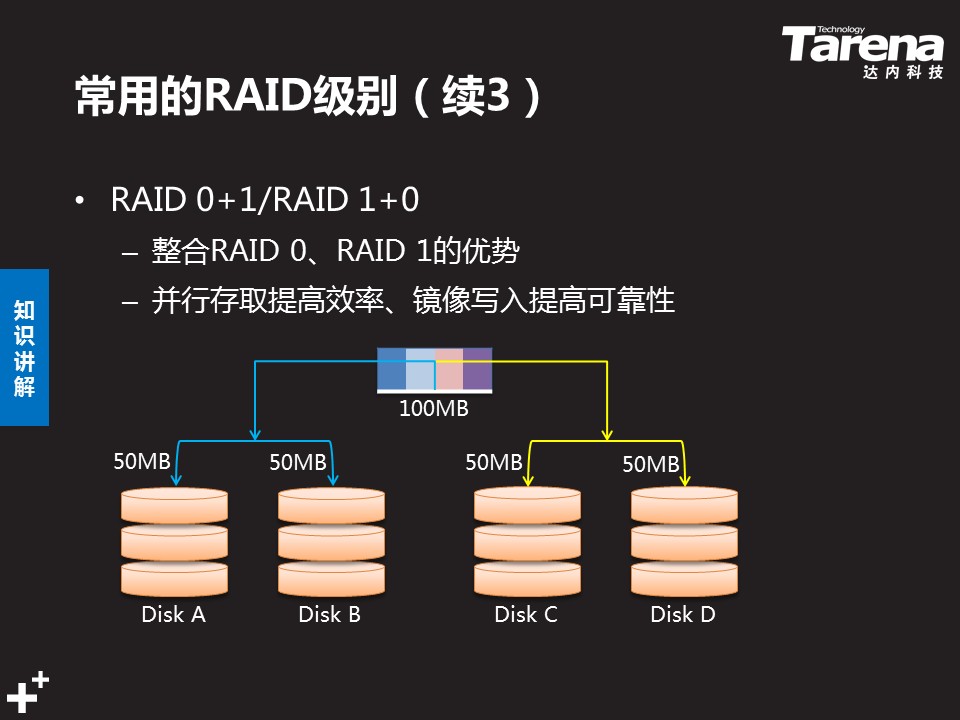 Technology
Tarena
达内科技
常用的RAID级别（续3）
• RAID 0+1/RAID 1+0
– 整合RAID 0、RAID 1的优势
– 并行存取提高效率、镜像写入提高可靠性
知识讲解
100MB
50MB 50MB 50MB 50MB
Disk A Disk B Disk C Disk D